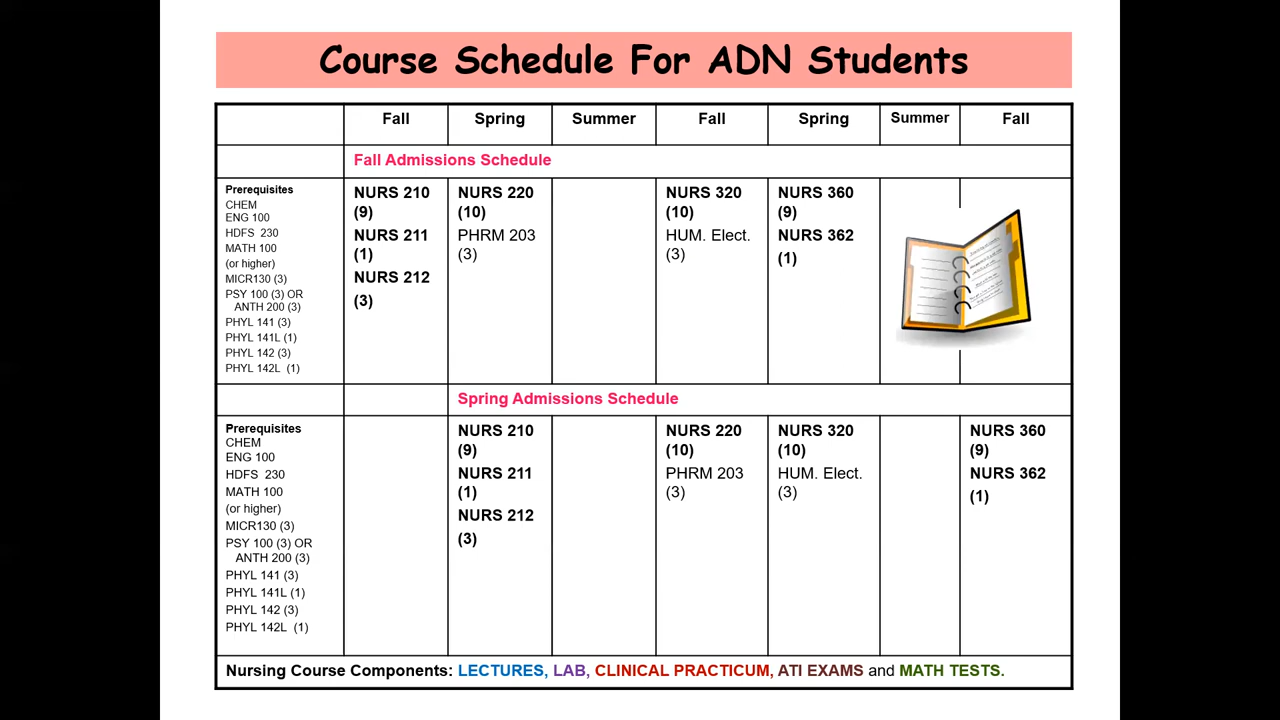 Course Schedule For ADN Students
Fall Spring Summer Fall Spring Summer Fall
Fall Admissions Schedule
Prerequisites
CHEM
ENG 100
HDFS 230
MATH 100
(or higher)
MICR130 (3)
PSY 100 (3) OR
ANTH 200 (3)
PHYL 141 (3)
PHYL 141L (1)
PHYL 142 (3)
PHYL 142L (1)
NURS 210
(9)
NURS 211
(1)
NURS 212
(3)
NURS 220
(10)
PHRM 203
(3)
NURS 320
(10)
HUM. Elect.
(3)
NURS 360
(9)
NURS 362
(1)
Spring Admissions Schedule
Prerequisites
CHEM
ENG 100
HDFS 230
MATH 100
(or higher)
MICR130 (3)
PSY 100 (3) OR
ANTH 200 (3)
PHYL 141 (3)
PHYL 141L (1)
PHYL 142 (3)
PHYL 142L (1)
NURS 210
(9)
NURS 211
(1)
NURS 212
(3)
NURS 220
(10)
PHRM 203
(3)
NURS 320
(10)
HUM. Elect.
(3)
NURS 360
(9)
NURS 362
(1)
Nursing Course Components: LECTURES, LAB, CLINICAL PRACTICUM, ATI EXAMS and MATH TESTS.